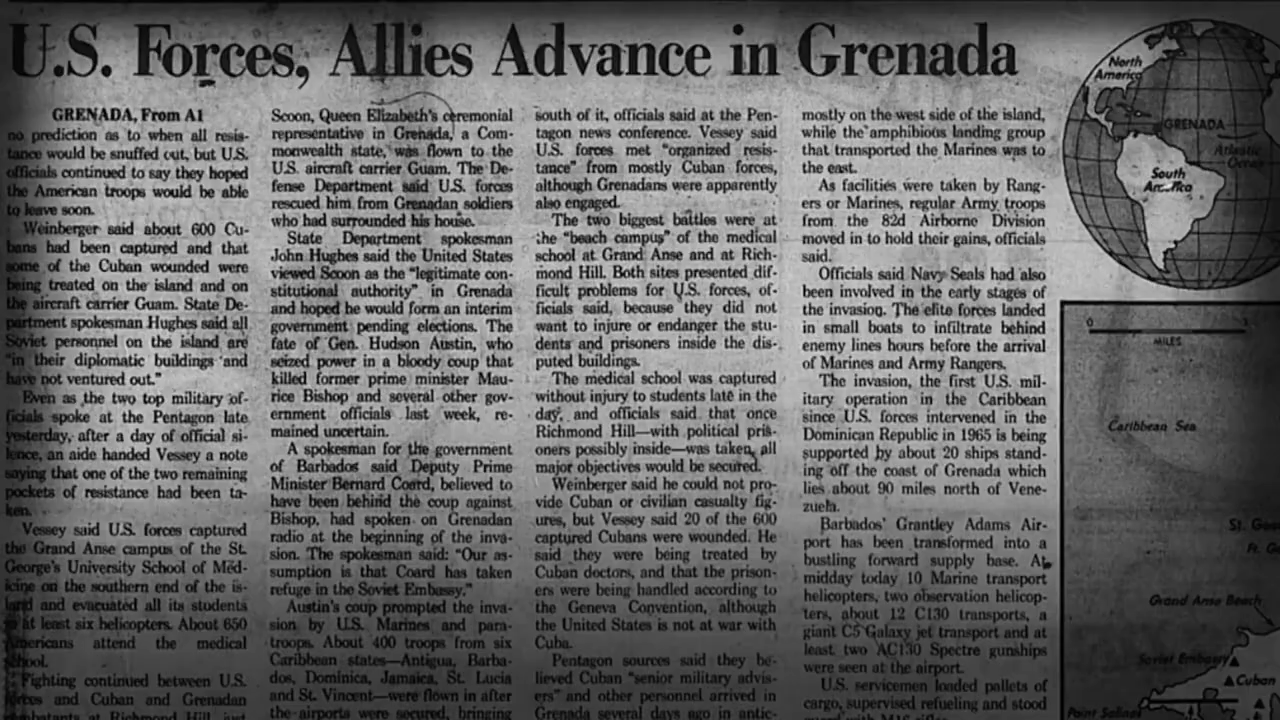 U.S. Forces, Allies Advance in Grenada
GRENADA, From A1
no prediction as to when all resis-
tance would be snuffed out, but U.S.
officials continued to say they hoped
the American troops would be able
to leave soon.
Weinberger said about 600 Cu-
bans had been captured and that
some of the Cuban wounded were
being treated on the island and on
the aircraft carrier Guam. State De-
partment spokesman Hughes said all
Soviet personnel on the island are
"in their diplomatic buildings and
have not ventured out."
Even as the two top military of-
ficials spoke at the Pentagon late
yesterday, after a day of official si-
lence, an aide handed Vessey a note
saying that one of the two remaining
pockets of resistance had been ta-
ken.
Vessey said U.S. forces captured
the Grand Anse campus of the St.
George's University School of Med-
icine on the southern end of the is-
land and evacuated all its students
at least six helicopters. About 650
Americans attend the medical
school.
Fighting continued between U.S.
forces and Cuban and Grenadan
combatants at Richmond Hill, just
Scoon, Queen Elizabeth's ceremonial
representative in Grenada, a Com-
monwealth state, was flown to the
U.S. aircraft carrier Guam. The De-
fense Department said U.S. forces
rescued him from Grenadan soldiers
who had surrounded his house.
State Department spokesman
John Hughes said the United States
viewed Scoon as the "legitimate con-
stitutional authority" in Grenada
and hoped he would form an interim
government pending elections. The
fate of Gen. Hudson Austin, who
seized power in a bloody coup that
killed former prime minister Mau-
rice Bishop and several other gov-
ernment officials last week, re-
mained uncertain.
A spokesman for the government
of Barbados said Deputy Prime
Minister Bernard Coard, believed to
have been behind the coup against
Bishop, had spoken on Grenadan
radio at the beginning of the inva-
sion. The spokesman said: "Our as-
sumption is that Coard has taken
refuge in the Soviet Embassy."
Austin's coup prompted the inva-
sion by U.S. Marines and para-
troops. About 400 troops from six
Caribbean states—Antigua, Barba-
dos, Dominica, Jamaica, St. Lucia
and St. Vincent—were flown in after
the airports were secured, bringing
south of it, officials said at the Pen-
tagon news conference. Vessey said
U.S. forces met "organized resis-
tance" from mostly Cuban forces,
although Grenadans were apparently
also engaged.
The two biggest battles were at
the "beach campus" of the medical
school at Grand Anse and at Rich-
mond Hill. Both sites presented dif-
ficult problems for U.S. forces, of-
ficials said, because they did not
want to injure or endanger the stu-
dents and prisoners inside the dis-
puted buildings.
The medical school was captured
without injury to students late in the
day, and officials said that once
Richmond Hill—with political pris-
oners possibly inside—was taken, all
major objectives would be secured.
Weinberger said he could not pro-
vide Cuban or civilian casualty fig-
ures, but Vessey said 20 of the 600
captured Cubans were wounded. He
said they were being treated by
Cuban doctors, and that the prison-
ers were being handled according to
the Geneva Convention, although
the United States is not at war with
Cuba.
Pentagon sources said they be-
lieved Cuban "senior military advis-
ers" and other personnel arrived in
Grenada several days ago in antic-
mostly on the west side of the island,
while the amphibious landing group
that transported the Marines was to
the east.
As facilities were taken by Rang-
ers or Marines, regular Army troops
from the 82d Airborne Division
moved in to hold their gains, officials
said.
Officials said Navy Seals had also
been involved in the early stages of
the invasion. The elite forces landed
in small boats to infiltrate behind
enemy lines hours before the arrival
of Marines and Army Rangers.
The invasion, the first U.S. mil-
itary operation in the Caribbean
since U.S. forces intervened in the
Dominican Republic in 1965 is being
supported by about 20 ships stand-
ing off the coast of Grenada which
lies about 90 miles north of Vene-
zuela.
Barbados' Grantley Adams Air-
port has been transformed into a
bustling forward supply base. At
midday today 10 Marine transport
helicopters, two observation helicop-
ters, about 12 C130 transports, a
giant C5 Galaxy jet transport and at
least two AC130 Spectre gunships
were seen at the airport.
U.S. servicemen loaded pallets of
cargo, supervised refueling and stood
North
America
GRENADA
Atlantic
Ocean
South
America
0
MILES
Caribbean Sea
St. Geo
Ft. G
Grand Anse Beach
Soviet Embassy
Cuban
Point Salines